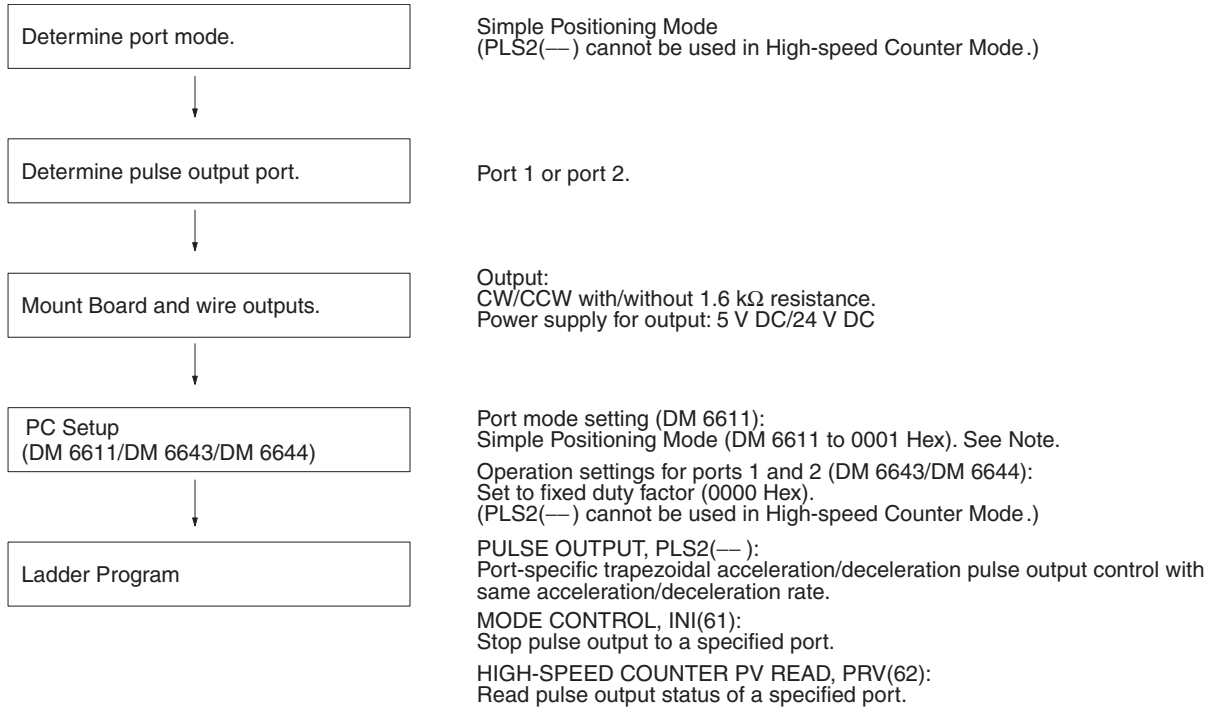 Determine port mode.
Simple Positioning Mode
(PLS2(−−) cannot be used in High-speed Counter Mode.)
Determine pulse output port.
Port 1 or port 2.
Mount Board and wire outputs.
Output:
CW/CCW with/without 1.6 kΩ resistance.
Power supply for output: 5 V DC/24 V DC
PC Setup
(DM 6611/DM 6643/DM 6644)
Port mode setting (DM 6611):
Simple Positioning Mode (DM 6611 to 0001 Hex). See Note.
Operation settings for ports 1 and 2 (DM 6643/DM 6644):
Set to fixed duty factor (0000 Hex).
(PLS2(−−) cannot be used in High-speed Counter Mode.)
Ladder Program
PULSE OUTPUT, PLS2(−−):
Port-specific trapezoidal acceleration/deceleration pulse output control with
same acceleration/deceleration rate.
MODE CONTROL, INI(61):
Stop pulse output to a specified port.
HIGH-SPEED COUNTER PV READ, PRV(62):
Read pulse output status of a specified port.